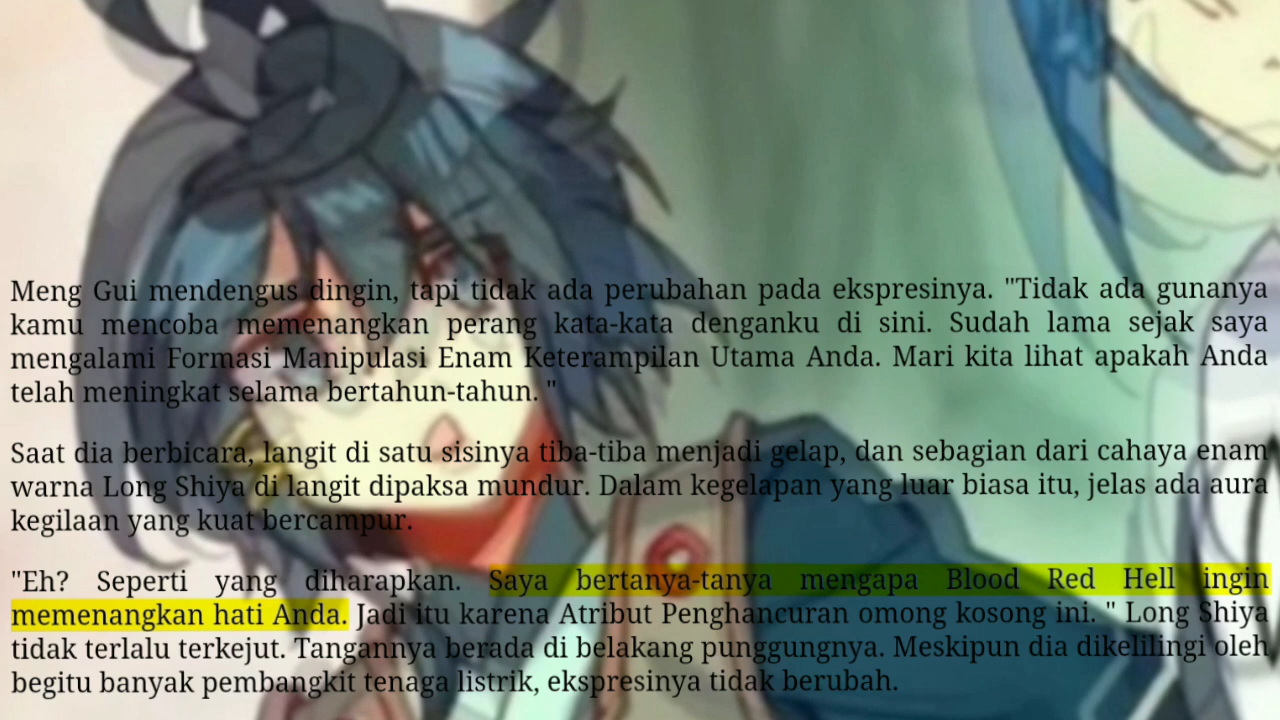 Meng Gui mendengus dingin, tapi tidak ada perubahan pada ekspresinya. "Tidak ada gunanya
kamu mencoba memenangkan perang kata-kata denganku di sini. Sudah lama sejak saya
mengalami Formasi Manipulasi Enam Keterampilan Utama Anda. Mari kita lihat apakah Anda
telah meningkat selama bertahun-tahun. "
Saat dia berbicara, langit di satu sisinya tiba-tiba menjadi gelap, dan sebagian dari cahaya enam
warna Long Shiya di langit dipaksa mundur. Dalam kegelapan yang luar biasa itu, jelas ada aura
kegilaan yang kuat bercampur.
"Eh? Seperti yang diharapkan. Saya bertanya-tanya mengapa Blood Red Hell ingin
memenangkan hati Anda. Jadi itu karena Atribut Penghancuran omong kosong ini. " Long Shiya
tidak terlalu terkejut. Tangannya berada di belakang punggungnya. Meskipun dia dikelilingi oleh
begitu banyak pembangkit tenaga listrik, ekspresinya tidak berubah.